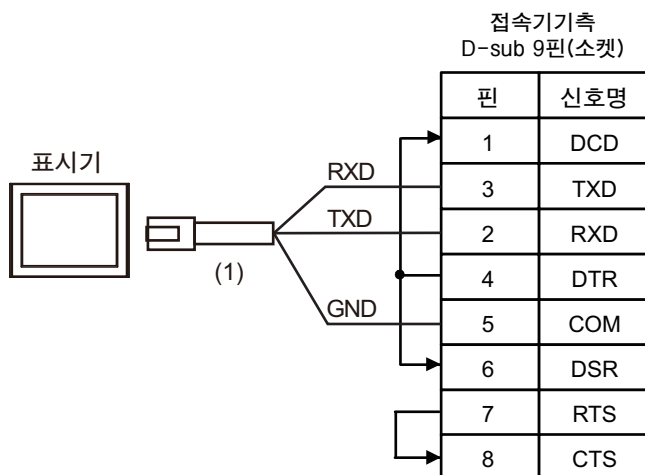 접속기기측
D-sub 9핀(소켓)
핀 신호명
1 DCD
표시기
RXD 3 TXD
TXD 2 RXD
(1)
4 DTR
GND 5 COM
6 DSR
7 RTS
8 CTS